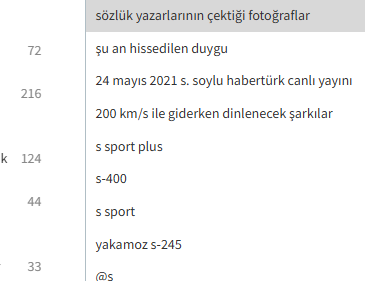 sözlük yazarlarının çektiği fotoğraflar
72
şu an hissedilen duygu
24 mayıs 2021 s. soylu habertürk canlı yayını
216
200 km/s ile giderken dinlenecek şarkılar
s sport plus
k 124
s-400
44
s sport
yakamoz s-245
33
@s